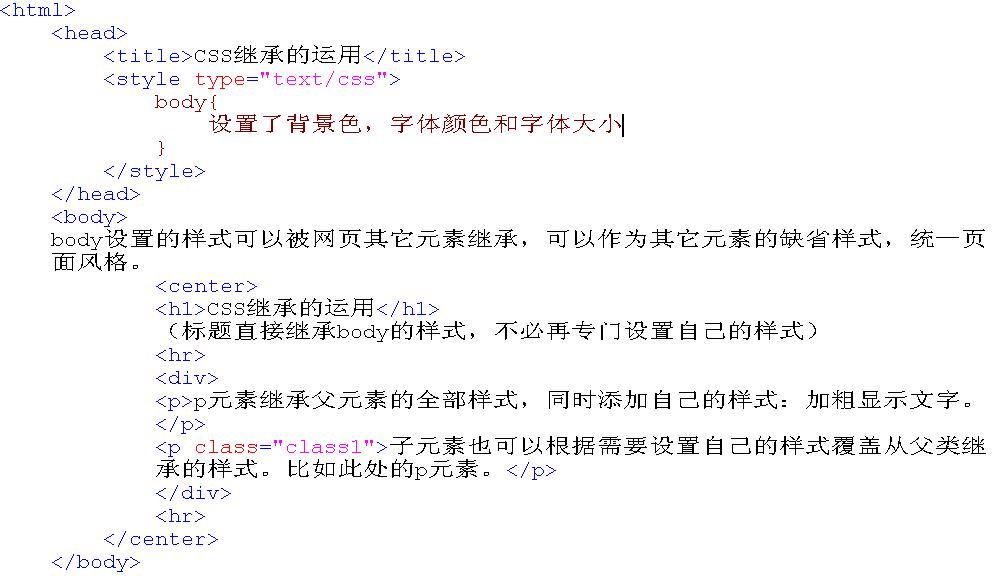 <html>
<head>
<title>CSS继承的运用</title>
<style type="text/css">
body{
设置了背景色，字体颜色和字体大小
}
</style>
</head>
<body>
body设置的样式可以被网页其它元素继承，可以作为其它元素的缺省样式，统一页
面风格。
<center>
<h1>CSS继承的运用</h1>
（标题直接继承body的样式，不必再专门设置自己的样式）
<hr>
<div>
<p>p元素继承父元素的全部样式，同时添加自己的样式：加粗显示文字。
</p>
<p class="class1">子元素也可以根据需要设置自己的样式覆盖从父类继
承的样式。比如此处的p元素。</p>
</div>
<hr>
</center>
</body>